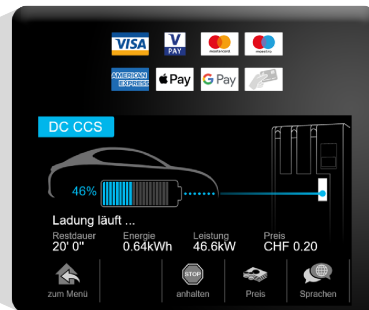 VISA
V PAY
mastercard
maestro
AMERICAN EXPRESS
Pay
G Pay
DC CCS
46%
Ladung läuft ...
Restdauer Energie Leistung Preis
20' 0" 0.64kWh 46.6kW CHF 0.20
STOP
zum Menü anhalten Preis Sprachen